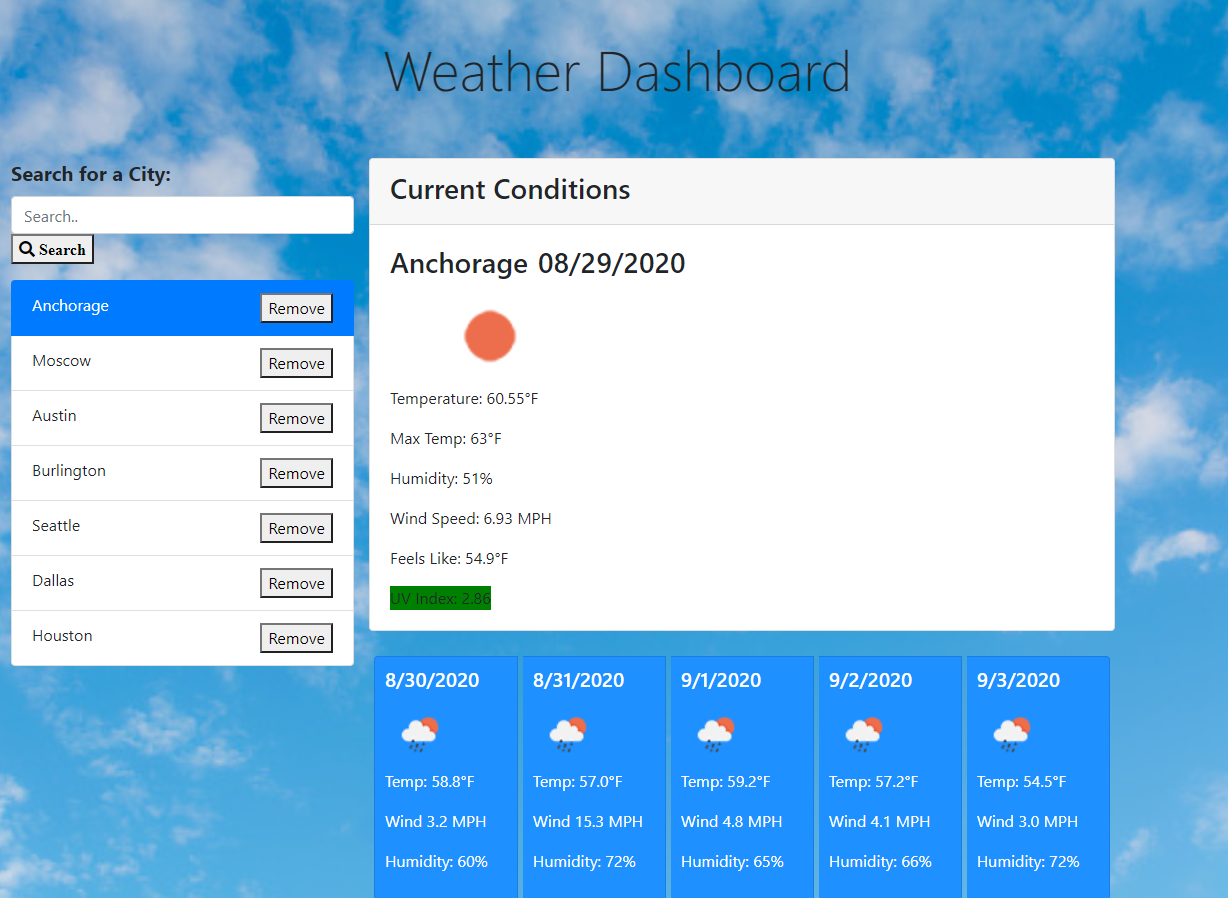 Weather Dashboard
Search for a City:
Search..
Search
Anchorage Remove
Moscow Remove
Austin Remove
Burlington Remove
Seattle Remove
Dallas Remove
Houston Remove
Current Conditions
Anchorage 08/29/2020
Temperature: 60.55°F
Max Temp: 63°F
Humidity: 51%
Wind Speed: 6.93 MPH
Feels Like: 54.9°F
UV Index: 2.86
8/30/2020
Temp: 58.8°F
Wind 3.2 MPH
Humidity: 60%
8/31/2020
Temp: 57.0°F
Wind 15.3 MPH
Humidity: 72%
9/1/2020
Temp: 59.2°F
Wind 4.8 MPH
Humidity: 65%
9/2/2020
Temp: 57.2°F
Wind 4.1 MPH
Humidity: 66%
9/3/2020
Temp: 54.5°F
Wind 3.0 MPH
Humidity: 72%